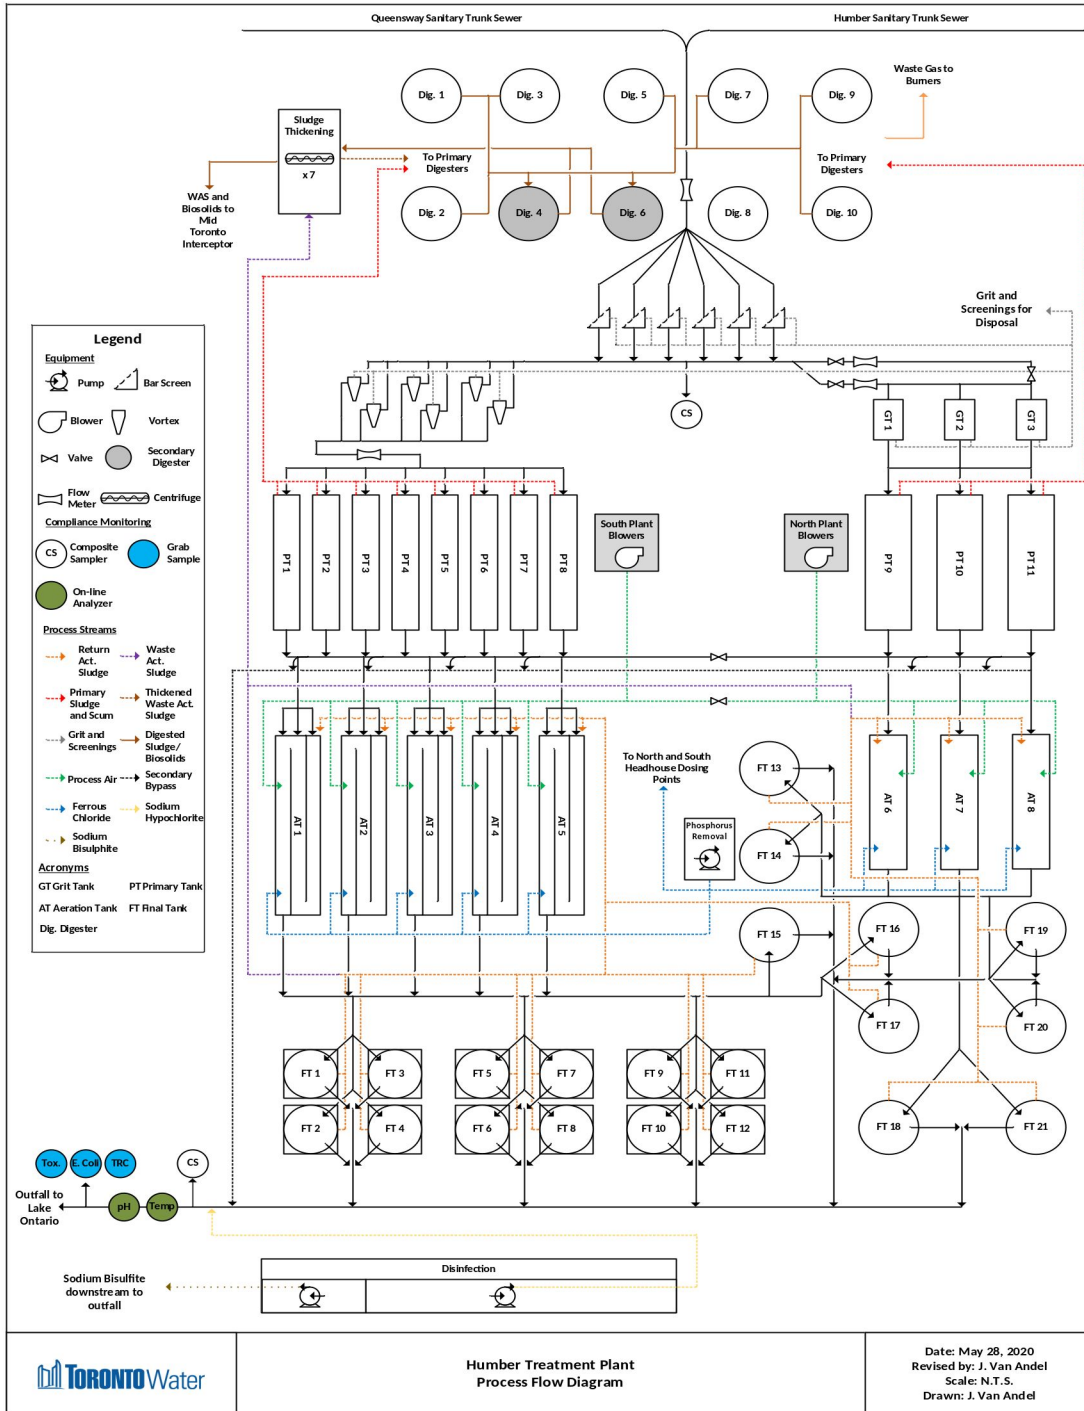 Queensway Sanitary Trunk Sewer
Humber Sanitary Trunk Sewer
Dig. 1
Dig. 3
Dig. 5
Dig. 7
Dig. 9
Waste Gas to
Burners
Sludge
Thickening
x 7
To Primary
Digesters
To Primary
Digesters
WAS and
Biosolids to
Mid
Toronto
Interceptor
Dig. 2
Dig. 4
Dig. 6
Dig. 8
Dig. 10
Grit and
Screenings for
Disposal
CS
GT 1
GT 2
GT 3
Legend
Equipment
Pump
Bar Screen
Blower
Vortex
Valve
Secondary
Digester
Flow
Meter
Centrifuge
Compliance Monitoring
CS
Composite
Sampler
Grab
Sample
On-line
Analyzer
Process Streams
Return
Act.
Sludge
Waste
Act.
Sludge
Primary
Sludge
and Scum
Thickened
Waste Act.
Sludge
Grit and
Screenings
Digested
Sludge/
Biosolids
Process Air
Secondary
Bypass
Ferrous
Chloride
Sodium
Hypochlorite
Sodium
Bisulphite
Acronyms
GT Grit Tank
PT Primary Tank
AT Aeration Tank
FT Final Tank
Dig. Digester
PT 1
PT 2
PT 3
PT 4
PT 5
PT 6
PT 7
PT 8
South Plant
Blowers
North Plant
Blowers
PT 9
PT 10
PT 11
AT 1
AT 2
AT 3
AT 4
AT 5
To North and South
Headhouse Dosing
Points
Phosphorus
Removal
FT 13
FT 14
FT 15
AT 6
AT 7
AT 8
FT 16
FT 17
FT 19
FT 20
FT 1
FT 3
FT 5
FT 7
FT 9
FT 11
FT 2
FT 4
FT 6
FT 8
FT 10
FT 12
FT 18
FT 21
Tox.
E. Coli
TRC
CS
Outfall to
Lake
Ontario
pH
Temp
Disinfection
Sodium Bisulfite
downstream to
outfall
TORONTO Water
Humber Treatment Plant
Process Flow Diagram
Date: May 28, 2020
Revised by: J. Van Andel
Scale: N.T.S.
Drawn: J. Van Andel